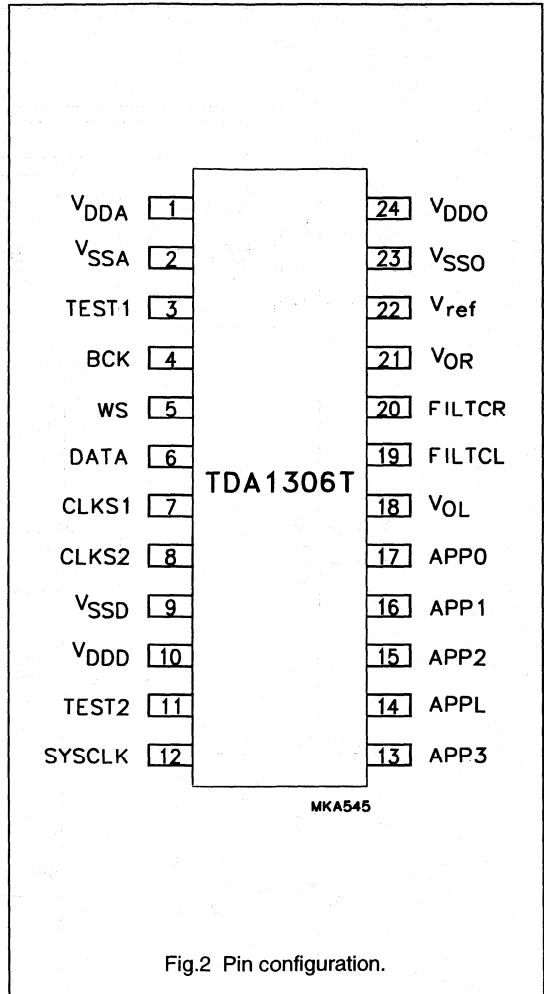 VDDA 1
VSSA 2
TEST1 3
BCK 4
WS 5
DATA 6
CLKS1 7
CLKS2 8
VSSD 9
VDDD 10
TEST2 11
SYSCLK 12
TDA1306T
24 VDDO
23 VSSO
22 Vref
21 VOR
20 FILTCR
19 FILTCL
18 VOL
17 APP0
16 APP1
15 APP2
14 APPL
13 APP3
MKA545
Fig.2 Pin configuration.